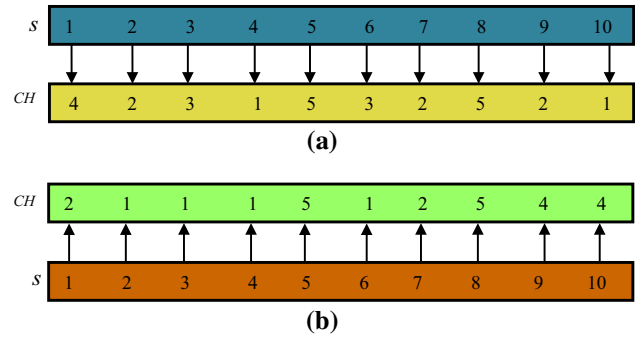 S 1 2 3 4 5 6 7 8 9 10
CH 4 2 3 1 5 3 2 5 2 1
(a)
CH 2 1 1 1 5 1 2 5 4 4
S 1 2 3 4 5 6 7 8 9 10
(b)